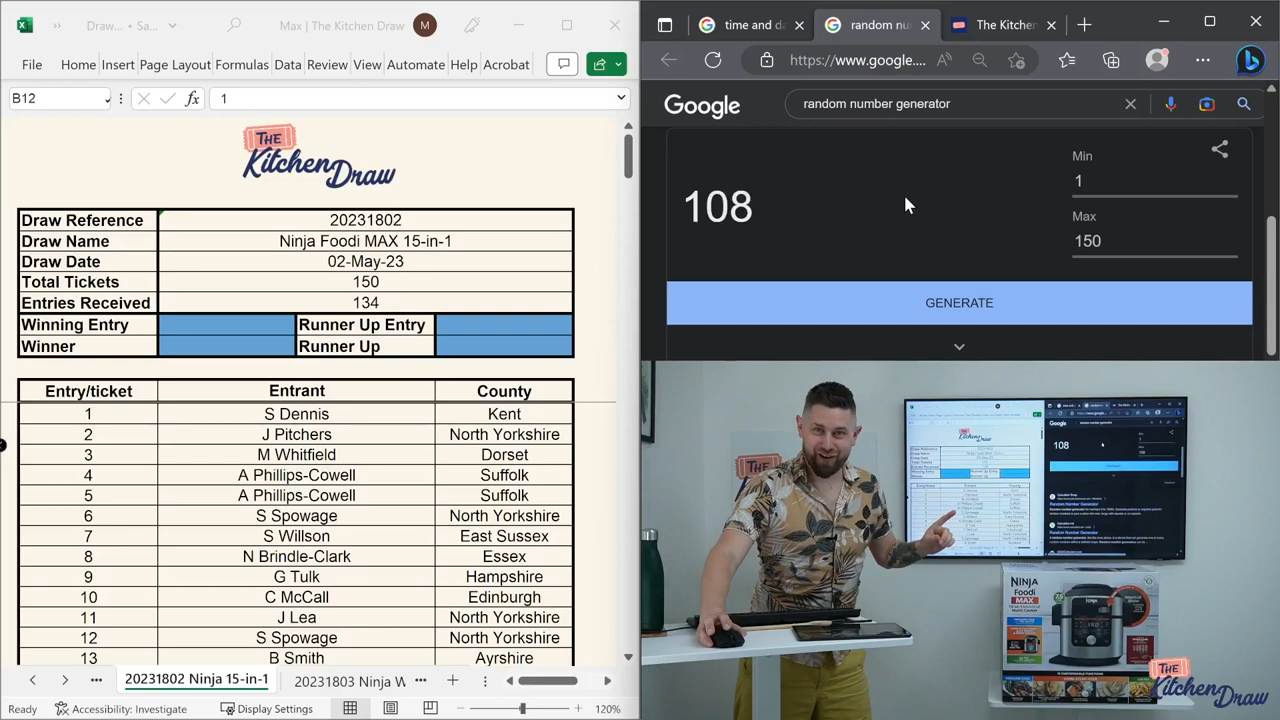 Draw... - Sa...
Max | The Kitchen Draw
M
File Home Insert Page Layout Formulas Data Review View Automate Help Acrobat
B12
fx
1
THE
Kitchen Draw
Draw Reference 20231802
Draw Name Ninja Foodi MAX 15-in-1
Draw Date 02-May-23
Total Tickets 150
Entries Received 134
Winning Entry Runner Up Entry
Winner Runner Up
Entry/ticket Entrant County
1 S Dennis Kent
2 J Pitchers North Yorkshire
3 M Whitfield Dorset
4 A Phillips-Cowell Suffolk
5 A Phillips-Cowell Suffolk
6 S Spowage North Yorkshire
7 S Willson East Sussex
8 N Brindle-Clark Essex
9 G Tulk Hampshire
10 C McCall Edinburgh
11 J Lea North Yorkshire
12 S Spowage North Yorkshire
13 B Smith Ayrshire
20231802 Ninja 15-in-1 20231803 Ninja W ...
Ready Accessibility: Investigate Display Settings 120%
time and d
random nu
The Kitchen
https://www.google....
Google
random number generator
108
Min
1
Max
150
GENERATE
Kitchen Draw
108
NINJA
Foodi
MAX
THE
Kitchen Draw